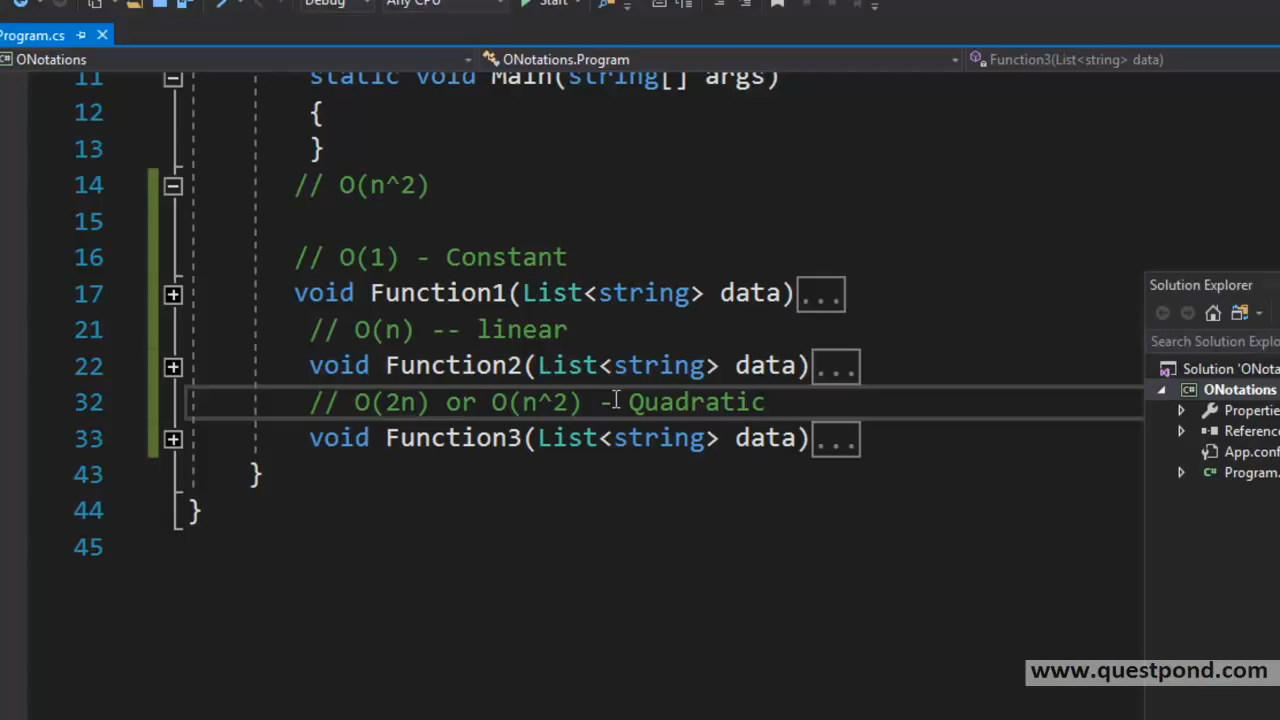 Debug Any CPU Start
Program.cs
ONotations ONotations.Program Function3(List<string> data)
11 static void Main(string[] args)
12 {
13 }
14 // O(n^2)
15
16 // O(1) - Constant
17 void Function1(List<string> data)...
21 // O(n) -- linear
22 void Function2(List<string> data)...
32 // O(2n) or O(n^2) - Quadratic
33 void Function3(List<string> data)...
43 }
44 }
45
Solution Explorer
Search Solution Explo
Solution 'ONota
C# ONotations
Propertie
Reference
App.conf
C# Program.
www.questpond.com